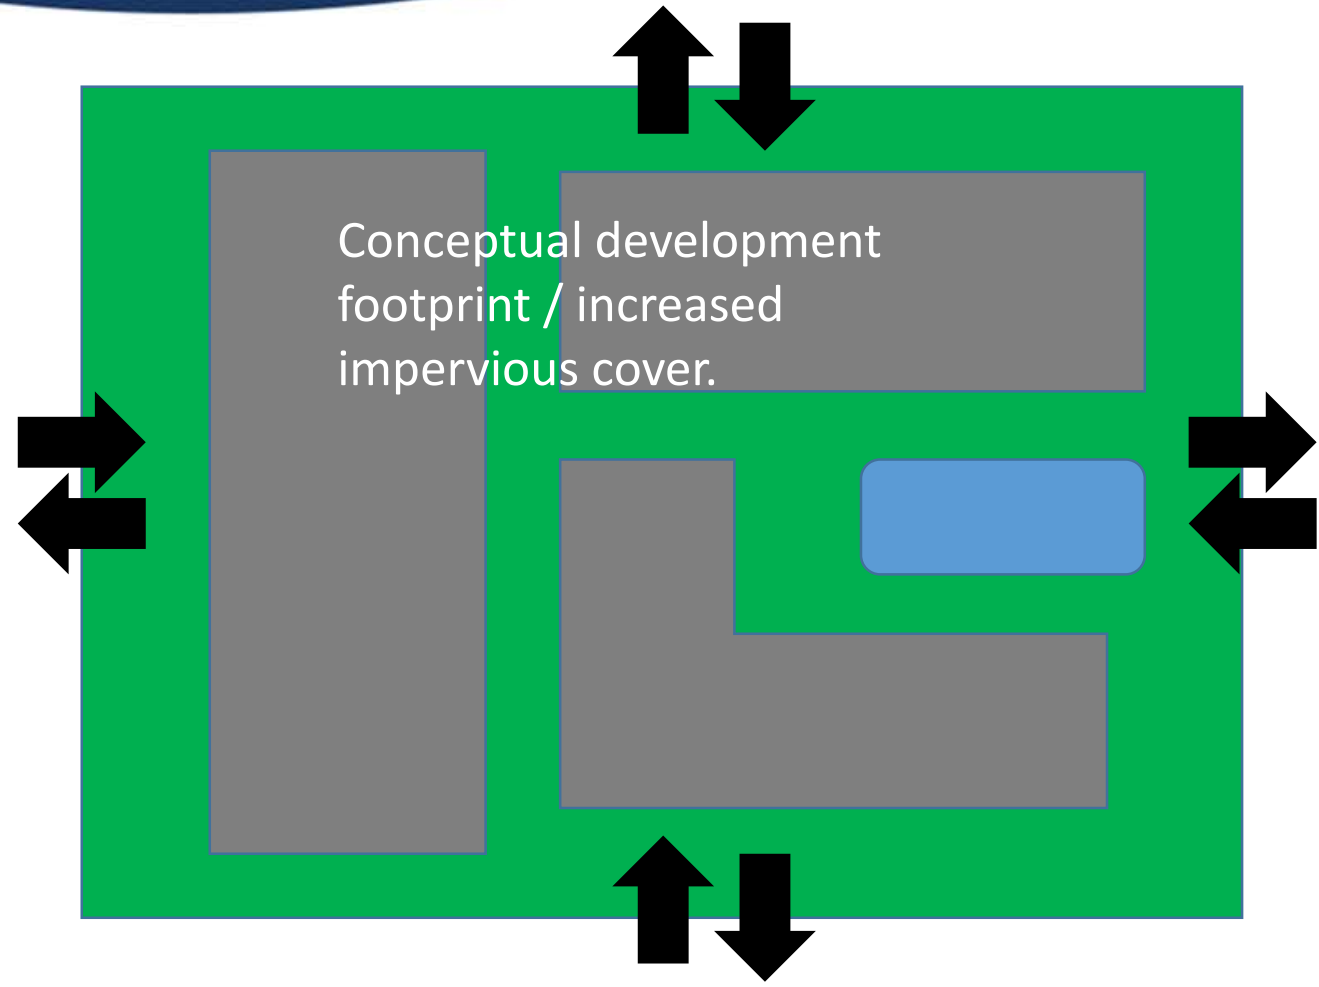 Conceptual development
footprint / increased
impervious cover.